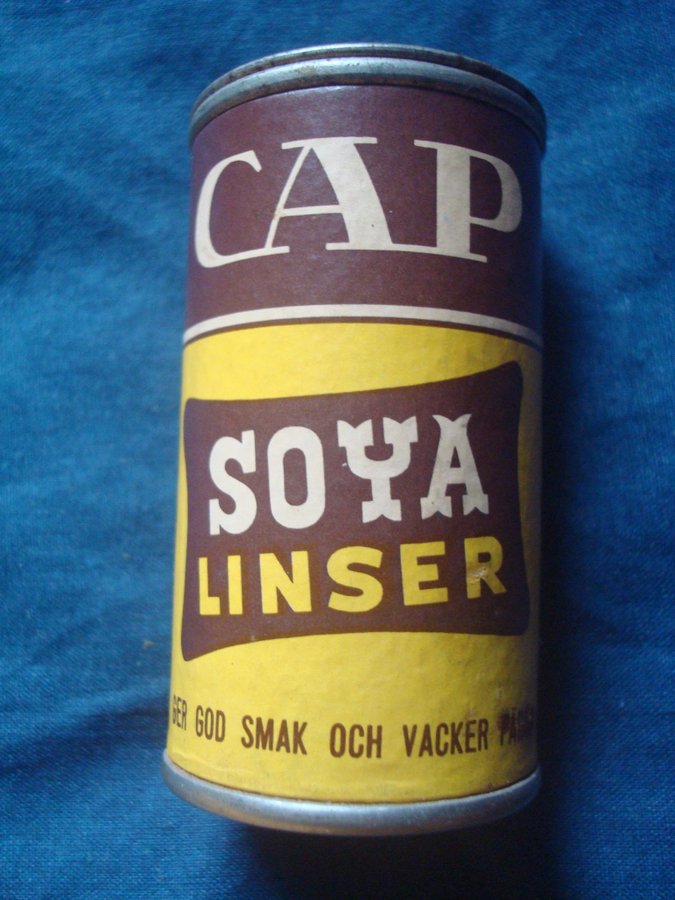 CAP
SOYA
LINSER
GER GOD SMAK OCH VACKER